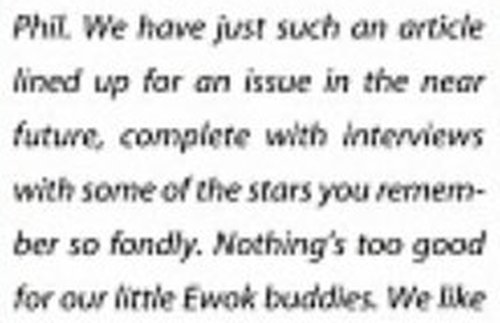 Phil. We have just such an article
lined up for an issue in the near
future, complete with interviews
with some of the stars you remem-
ber so fondly. Nothing's too good
for our little Ewok buddies. We like